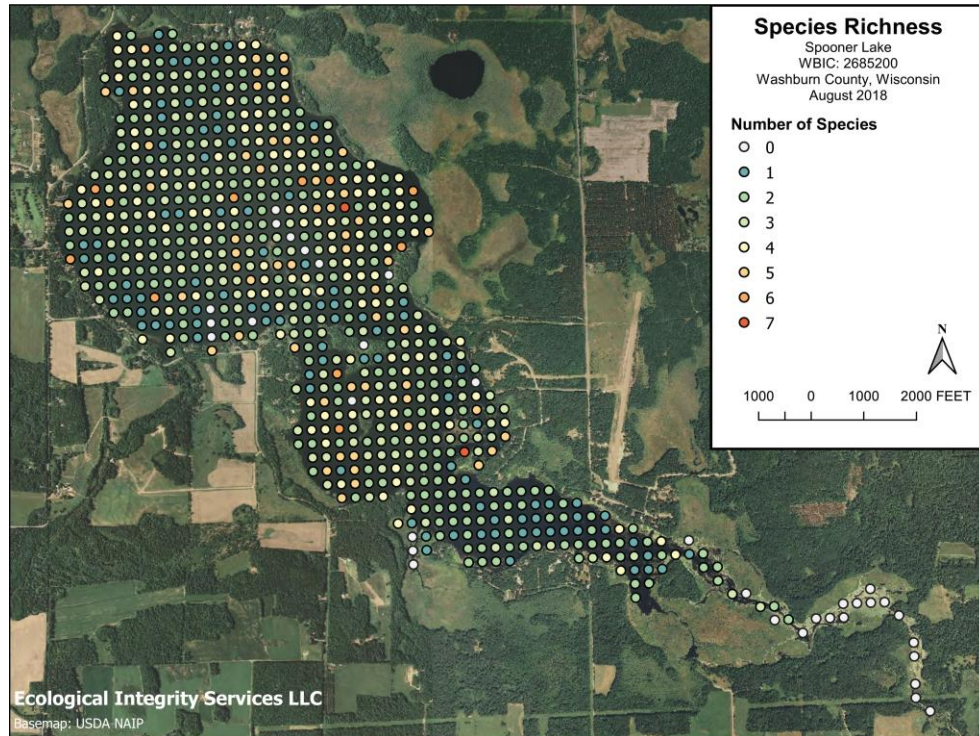 Species Richness
Spooner Lake
WBIC: 2685200
Washburn County, Wisconsin
August 2018
Number of Species
0
1
2
3
4
5
6
7
N
1000 0 1000 2000 FEET
Ecological Integrity Services LLC
Basemap: USDA NAIP